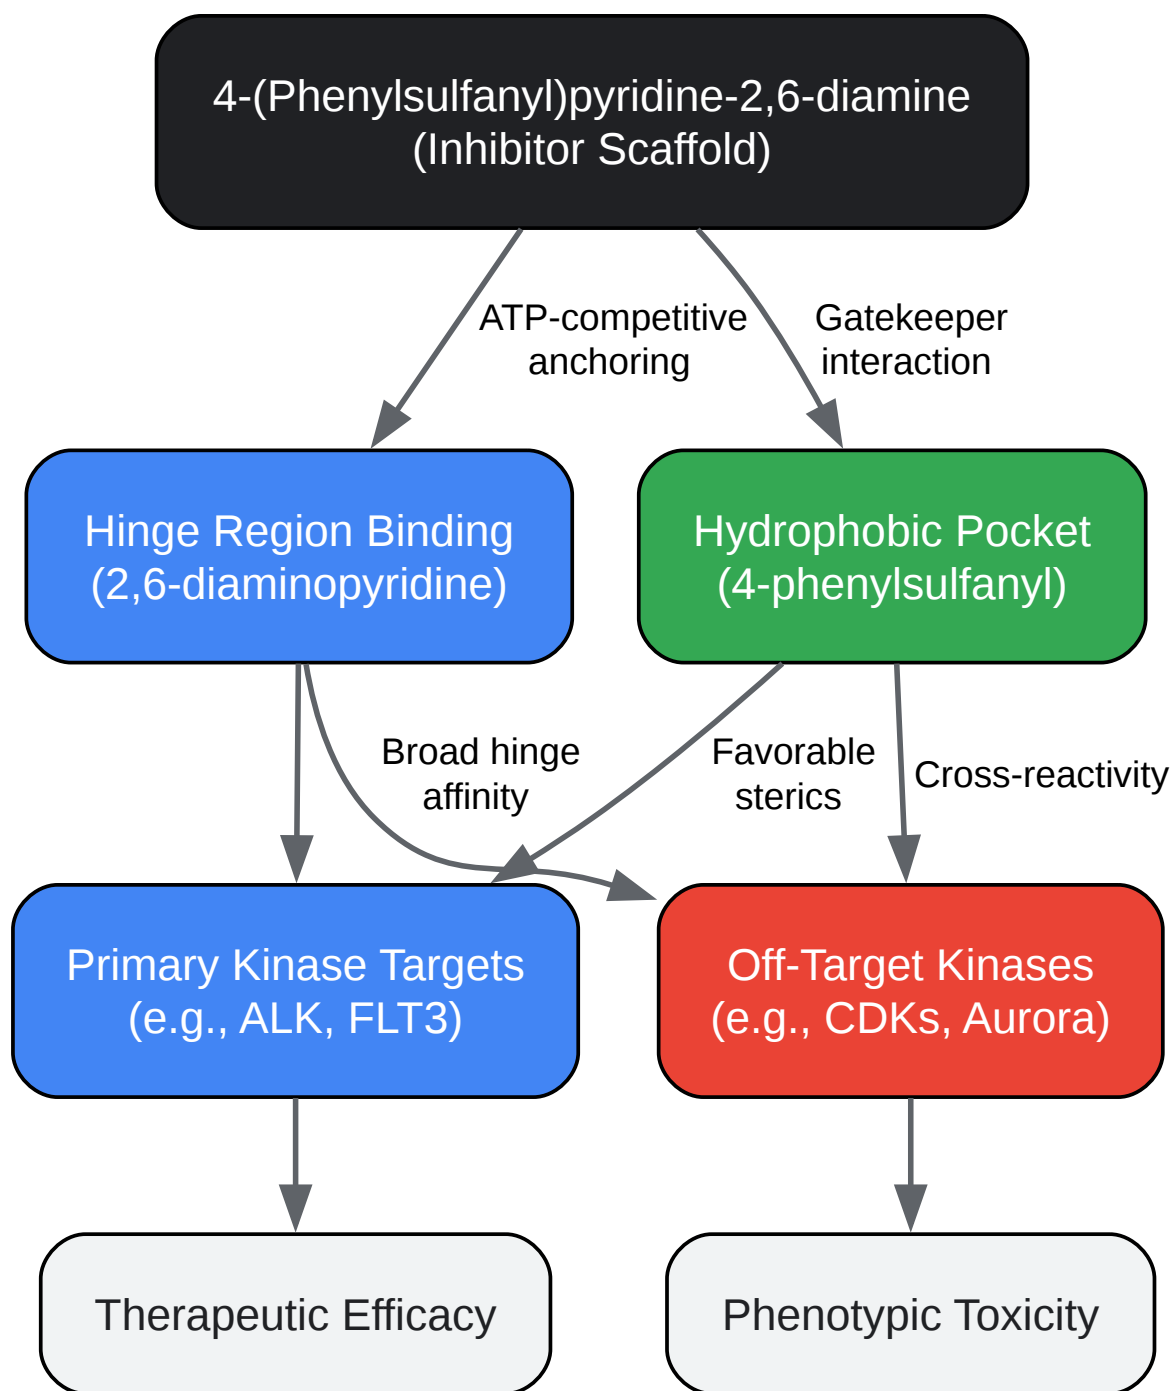 4-(Phenylsulfanyl)pyridine-2,6-diamine
(Inhibitor Scaffold)
ATP-competitive
anchoring
Gatekeeper
interaction
Hinge Region Binding
(2,6-diaminopyridine)
Hydrophobic Pocket
(4-phenylsulfanyl)
Broad hinge
affinity
Favorable
sterics
Cross-reactivity
Primary Kinase Targets
(e.g., ALK, FLT3)
Off-Target Kinases
(e.g., CDKs, Aurora)
Therapeutic Efficacy
Phenotypic Toxicity